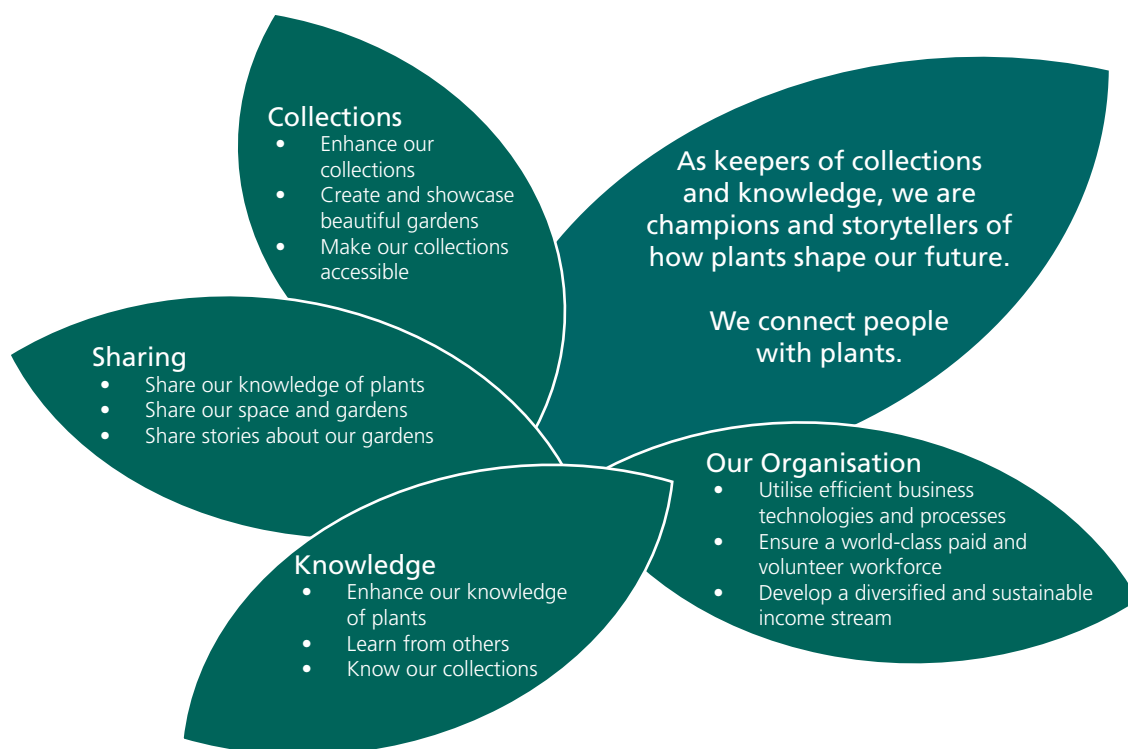 Collections
• Enhance our
collections
• Create and showcase
beautiful gardens
• Make our collections
accessible
As keepers of collections
and knowledge, we are
champions and storytellers of
how plants shape our future.
We connect people
with plants.
Sharing
• Share our knowledge of plants
• Share our space and gardens
• Share stories about our gardens
Our Organisation
• Utilise efficient business
technologies and processes
• Ensure a world-class paid and
volunteer workforce
• Develop a diversified and sustainable
income stream
Knowledge
• Enhance our knowledge
of plants
• Learn from others
• Know our collections